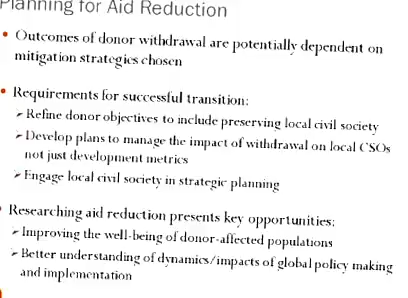 Planning for Aid Reduction
• Outcomes of donor withdrawal are potentially dependent on
mitigation strategies chosen
• Requirements for successful transition:
➢ Refine donor objectives to include preserving local civil society
➢ Develop plans to manage the impact of withdrawal on local CSOs
not just development metrics
➢ Engage local civil society in strategic planning
• Researching aid reduction presents key opportunities:
➢ Improving the well-being of donor-affected populations
➢ Better understanding of dynamics/impacts of global policy making
and implementation